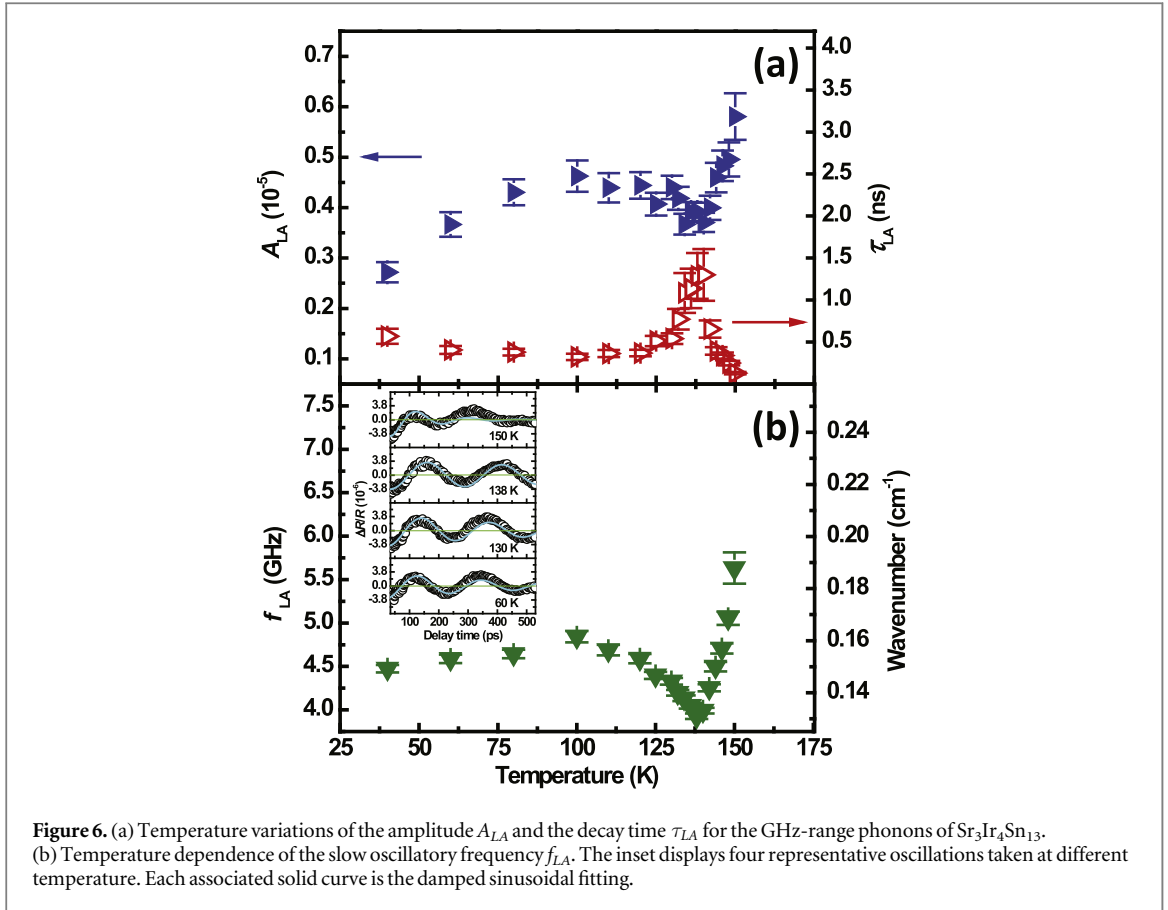 (a)
0.7
0.6
0.5
0.4
0.3
0.2
0.1
A_LA (10^-5)
4.0
3.5
3.0
2.5
2.0
1.5
1.0
0.5
τ_LA (ns)
(b)
7.5
7.0
6.5
6.0
5.5
5.0
4.5
4.0
f_LA (GHz)
3.8
0.0
-3.8
150 K
3.8
0.0
-3.8
138 K
3.8
0.0
-3.8
130 K
3.8
0.0
-3.8
60 K
ΔR/R (10^-6)
100 200 300 400 500
Delay time (ps)
0.24
0.22
0.20
0.18
0.16
0.14
Wavenumber (cm^-1)
25 50 75 100 125 150 175
Temperature (K)
Figure 6. (a) Temperature variations of the amplitude A_LA and the decay time τ_LA for the GHz-range phonons of Sr₃Ir₄Sn₁₃.
(b) Temperature dependence of the slow oscillatory frequency f_LA. The inset displays four representative oscillations taken at different
temperature. Each associated solid curve is the damped sinusoidal fitting.